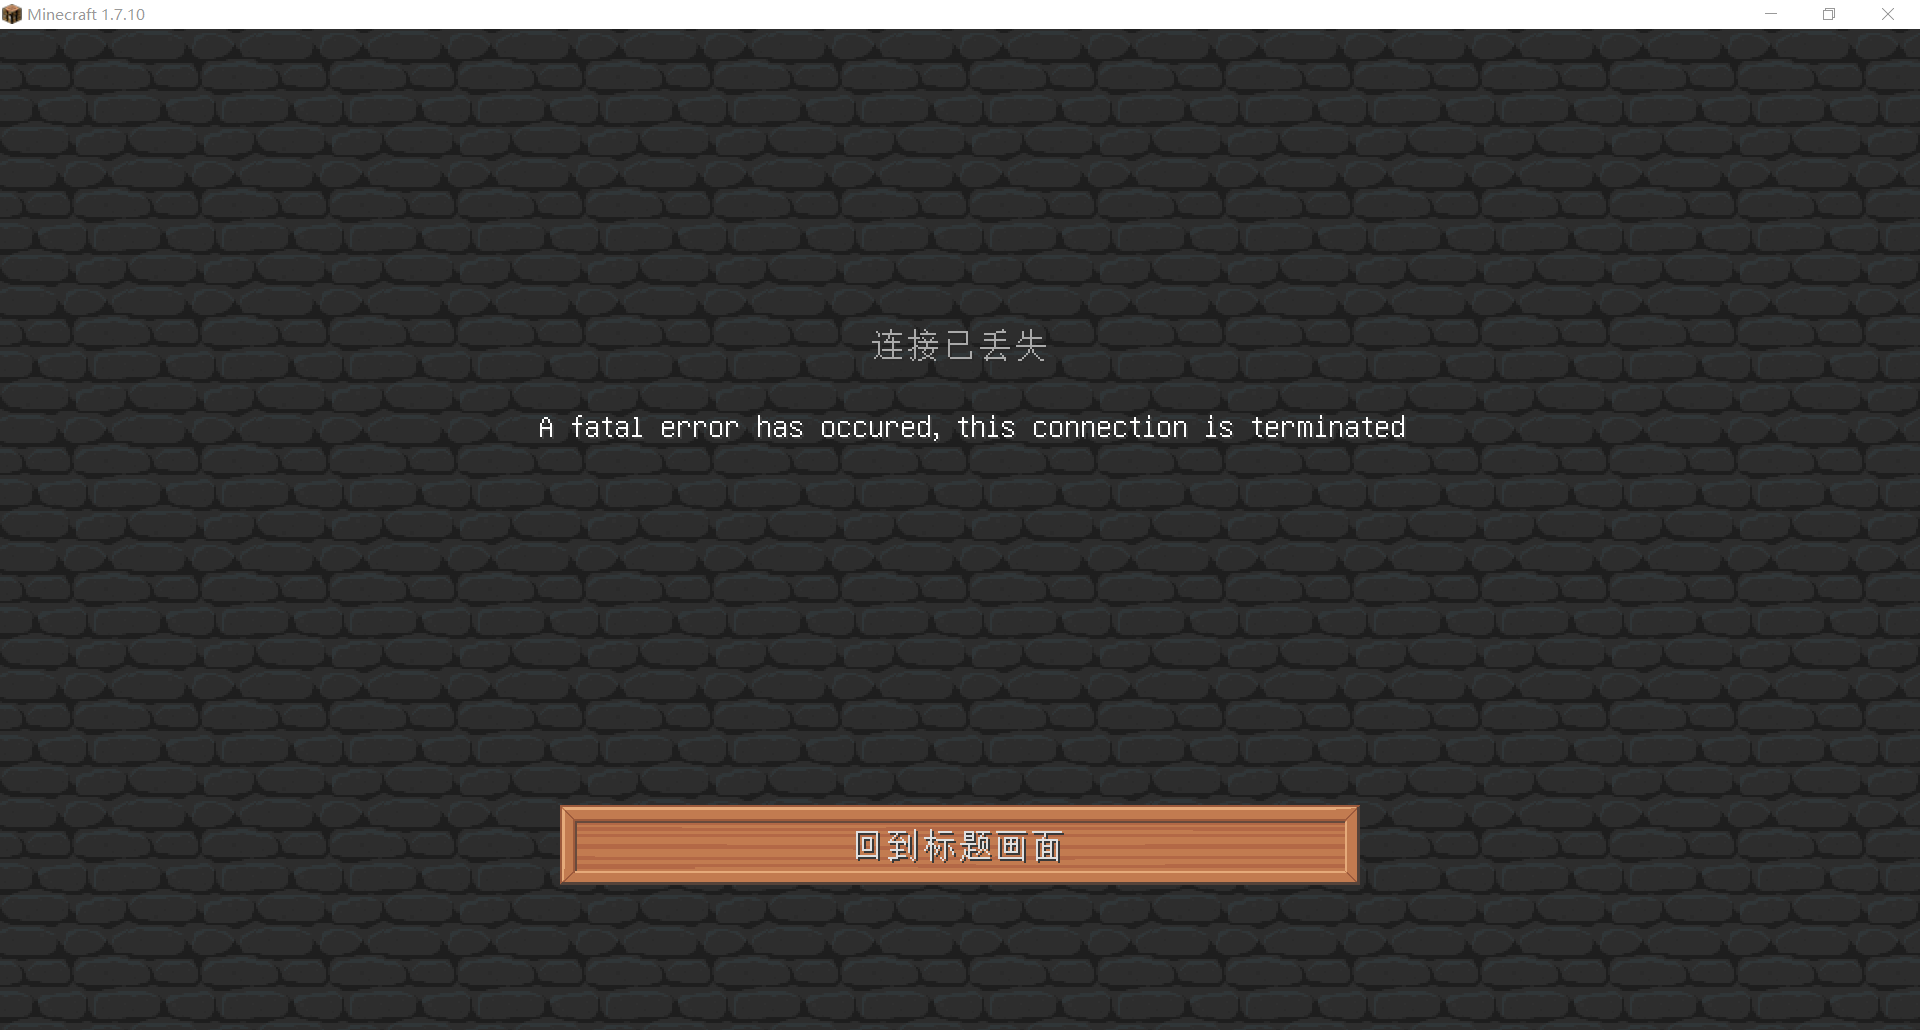 Minecraft 1.7.10
连接已丢失
A fatal error has occured, this connection is terminated
回到标题画面